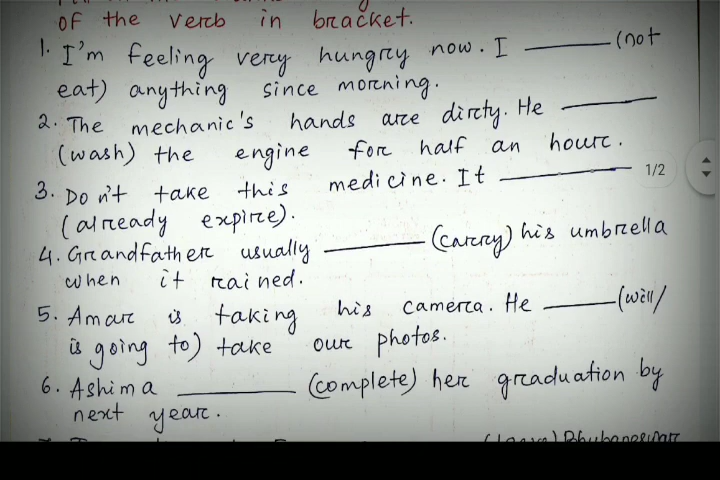 of the verb in bracket.
1. I'm feeling very hungry now. I ______ (not
eat) anything since morning.
2. The mechanic's hands are dirty. He ______
(wash) the engine for half an hour.
3. Don't take this medicine. It ______
1/2
(already expire).
4. Grandfather usually ______ (carry) his umbrella
when it rained.
5. Amar is taking his camera. He ______ (will/
is going to) take our photos.
6. Ashima ______ (complete) her graduation by
next year.